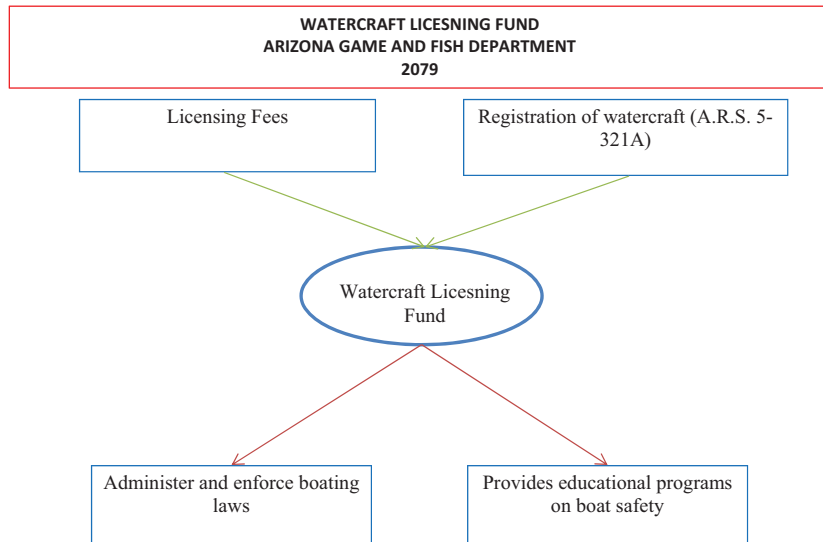 WATERCRAFT LICESNING FUND
ARIZONA GAME AND FISH DEPARTMENT
2079
Licensing Fees
Registration of watercraft (A.R.S. 5-
321A)
Watercraft Licesning
Fund
Administer and enforce boating
laws
Provides educational programs
on boat safety